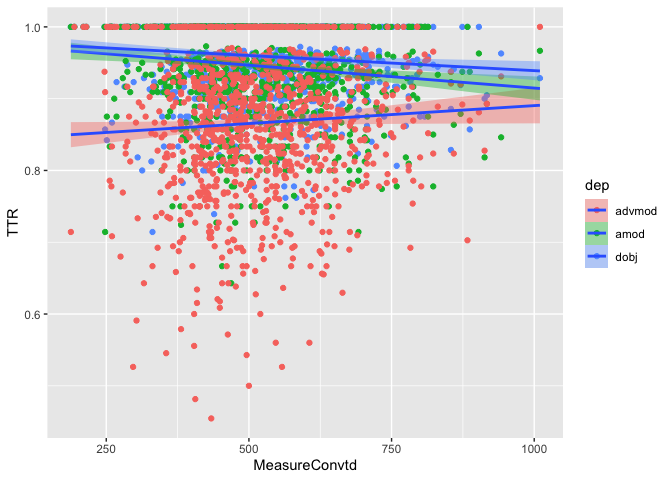 1.0
0.8
0.6
TTR
250
500
750
1000
MeasureConvtd
dep
advmod
amod
dobj